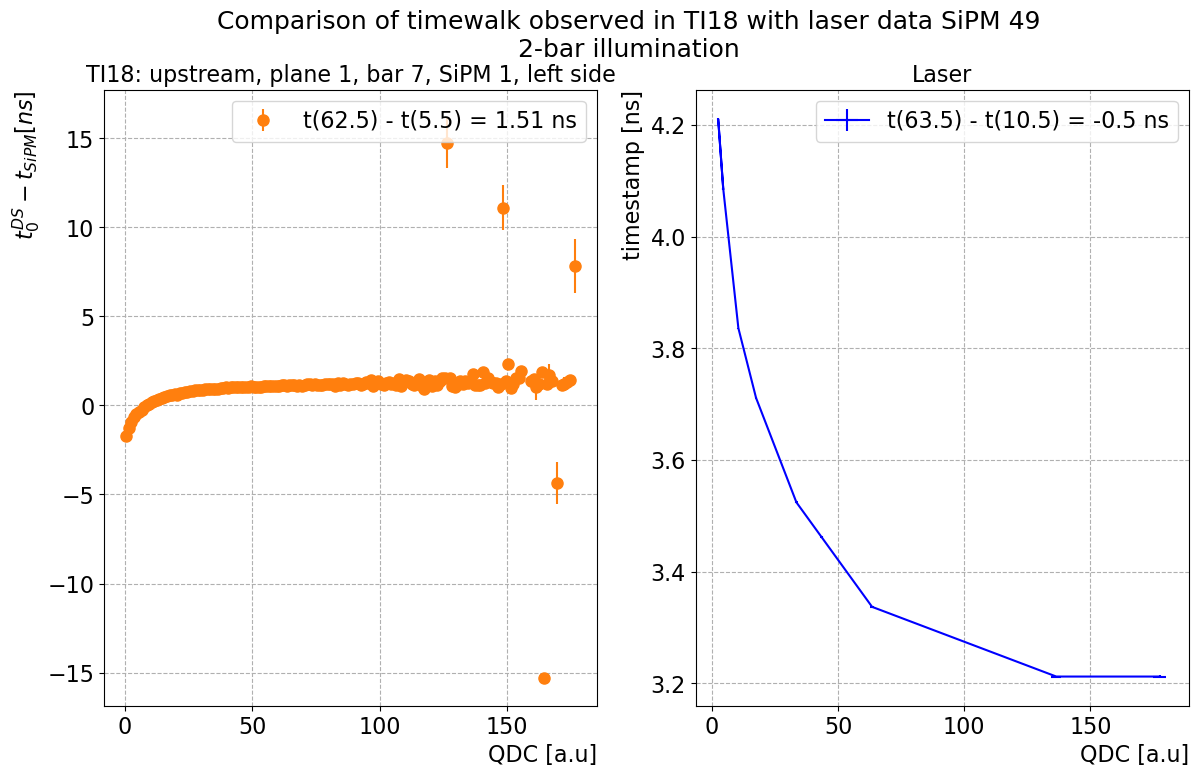 Comparison of timewalk observed in TI18 with laser data SiPM 49
2-bar illumination
TI18: upstream, plane 1, bar 7, SiPM 1, left side
t(62.5) - t(5.5) = 1.51 ns
t_0^{DS} − t_{SiPM}[ns]
15
10
5
0
−5
−10
−15
0 50 100 150
QDC [a.u]
Laser
t(63.5) - t(10.5) = -0.5 ns
timestamp [ns]
4.2
4.0
3.8
3.6
3.4
3.2
0 50 100 150
QDC [a.u]